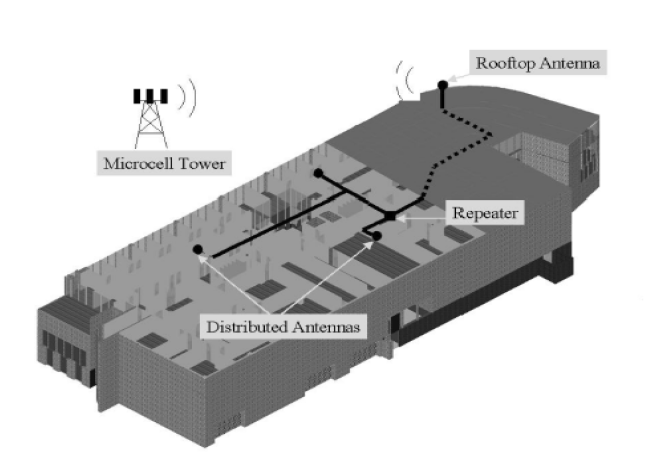 Rooftop Antenna
Microcell Tower
Repeater
Distributed Antennas